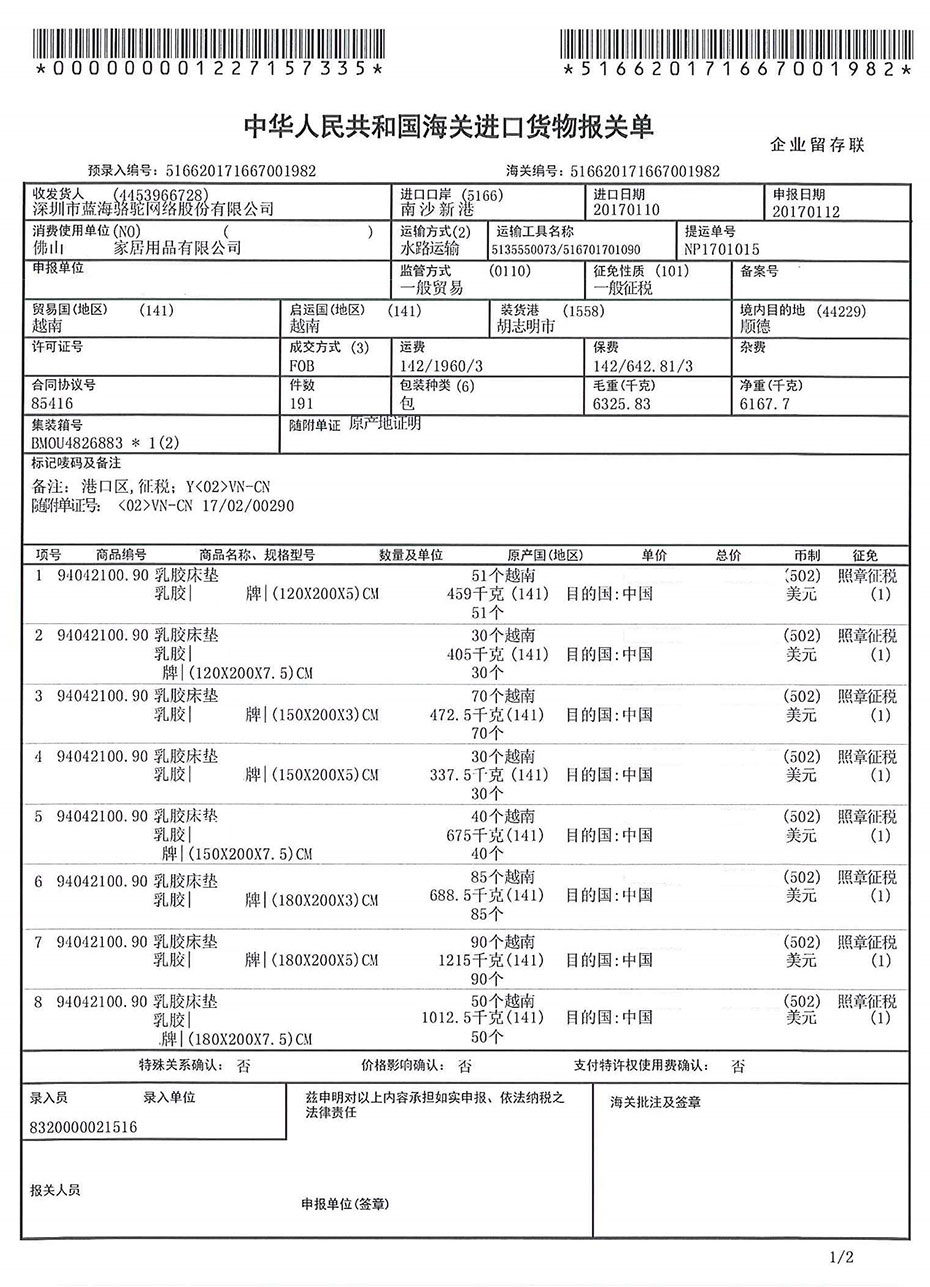 *000000001227157335*
*516620171667001982*
中华人民共和国海关进口货物报关单
企业留存联
预录入编号：516620171667001982 海关编号：516620171667001982
收发货人 (4453966728) 进口口岸 (5166) 进口日期 申报日期
深圳市蓝海骆驼网络股份有限公司 南沙新港 20170110 20170112
消费使用单位(NO) ( ) 运输方式(2) 运输工具名称 提运单号
佛山 家居用品有限公司 水路运输 5135550073/516701701090 NP1701015
申报单位 监管方式 (0110) 征免性质 (101) 备案号
一般贸易 一般征税
贸易国(地区) (141) 启运国(地区) (141) 装货港 (1558) 境内目的地 (44229)
越南 越南 胡志明市 顺德
许可证号 成交方式 (3) 运费 保费 杂费
FOB 142/1960/3 142/642.81/3
合同协议号 件数 包装种类(6) 毛重(千克) 净重(千克)
85416 191 包 6325.83 6167.7
集装箱号 随附单证 原产地证明
BMOU4826883 * 1(2)
标记唛码及备注
备注：港口区,征税；Y<02>VN-CN
随附单证号： <02>VN-CN 17/02/00290
项号 商品编号 商品名称、规格型号 数量及单位 原产国(地区) 单价 总价 币制 征免
1 94042100.90 乳胶床垫 51个越南 (502) 照章征税
乳胶| 牌|(120X200X5)CM 459千克(141) 目的国:中国 美元 (1)
51个
2 94042100.90 乳胶床垫 30个越南 (502) 照章征税
乳胶| 405千克(141) 目的国:中国 美元 (1)
牌|(120X200X7.5)CM 30个
3 94042100.90 乳胶床垫 70个越南 (502) 照章征税
乳胶| 牌|(150X200X3)CM 472.5千克(141) 目的国:中国 美元 (1)
70个
4 94042100.90 乳胶床垫 30个越南 (502) 照章征税
乳胶| 牌|(150X200X5)CM 337.5千克(141) 目的国:中国 美元 (1)
30个
5 94042100.90 乳胶床垫 40个越南 (502) 照章征税
乳胶| 675千克(141) 目的国:中国 美元 (1)
牌|(150X200X7.5)CM 40个
6 94042100.90 乳胶床垫 85个越南 (502) 照章征税
乳胶| 牌|(180X200X3)CM 688.5千克(141) 目的国:中国 美元 (1)
85个
7 94042100.90 乳胶床垫 90个越南 (502) 照章征税
乳胶| 牌|(180X200X5)CM 1215千克(141) 目的国:中国 美元 (1)
90个
8 94042100.90 乳胶床垫 50个越南 (502) 照章征税
乳胶| 1012.5千克(141) 目的国:中国 美元 (1)
牌|(180X200X7.5)CM 50个
特殊关系确认： 否 价格影响确认： 否 支付特许权使用费确认： 否
录入员 录入单位 兹申明对以上内容承担如实申报、依法纳税之 海关批注及签章
法律责任
8320000021516
报关人员
申报单位(签章)
1/2